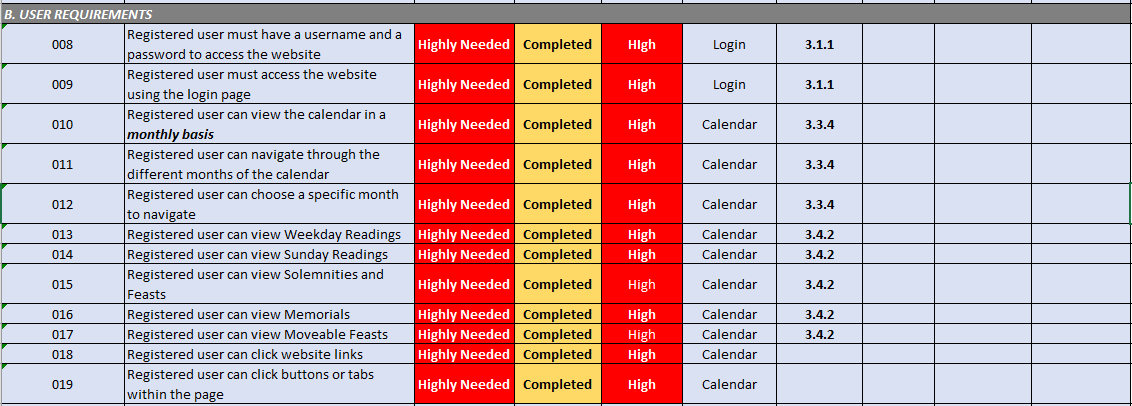 B. USER REQUIREMENTS
008 Registered user must have a username and a
password to access the website Highly Needed Completed HIgh Login 3.1.1
009 Registered user must access the website
using the login page Highly Needed Completed High Login 3.1.1
010 Registered user can view the calendar in a
monthly basis Highly Needed Completed High Calendar 3.3.4
011 Registered user can navigate through the
different months of the calendar Highly Needed Completed High Calendar 3.3.4
012 Registered user can choose a specific month
to navigate Highly Needed Completed High Calendar 3.3.4
013 Registered user can view Weekday Readings Highly Needed Completed High Calendar 3.4.2
014 Registered user can view Sunday Readings Highly Needed Completed High Calendar 3.4.2
015 Registered user can view Solemnities and
Feasts Highly Needed Completed High Calendar 3.4.2
016 Registered user can view Memorials Highly Needed Completed High Calendar 3.4.2
017 Registered user can view Moveable Feasts Highly Needed Completed High Calendar 3.4.2
018 Registered user can click website links Highly Needed Completed High Calendar
019 Registered user can click buttons or tabs
within the page Highly Needed Completed High Calendar